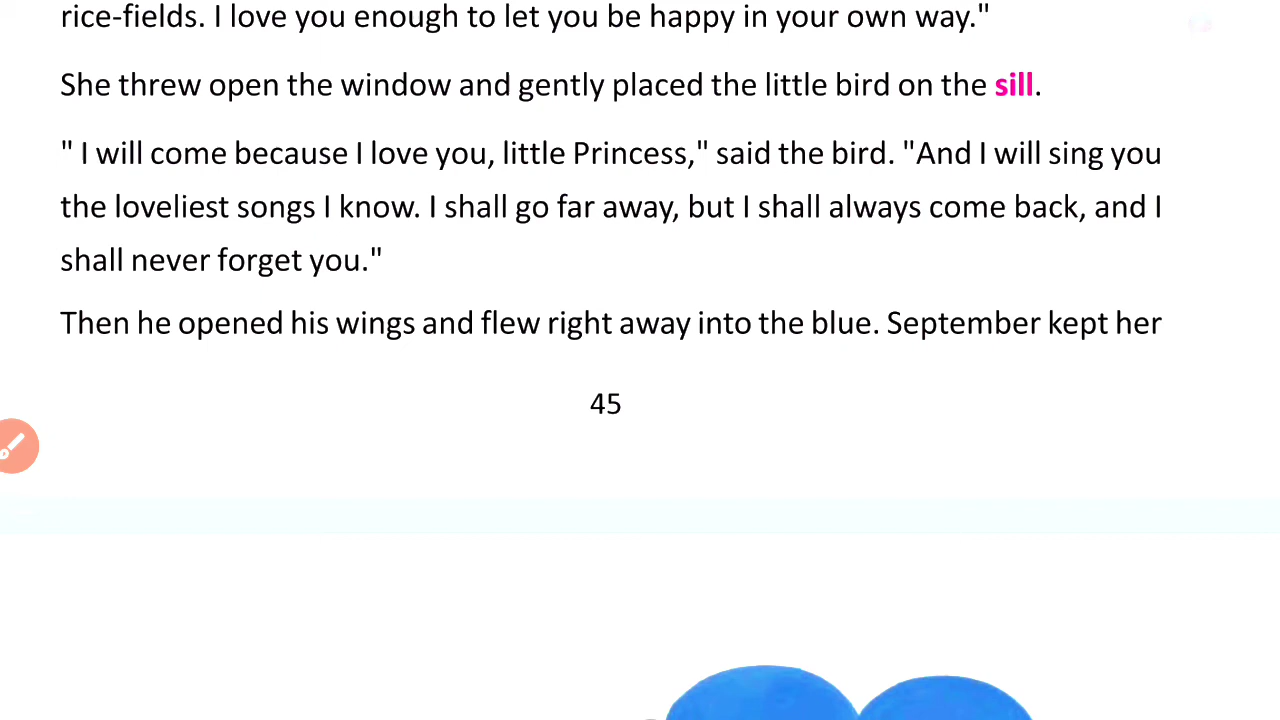 rice-fields. I love you enough to let you be happy in your own way."
She threw open the window and gently placed the little bird on the sill.
" I will come because I love you, little Princess," said the bird. "And I will sing you
the loveliest songs I know. I shall go far away, but I shall always come back, and I
shall never forget you."
Then he opened his wings and flew right away into the blue. September kept her
45